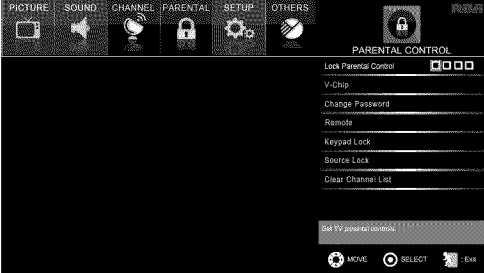 PICTURE SOUND CHANNEL PARENTAL SETUP OTHERS
PARENTAL CONTROL
Lock Parental Control
V-Chip
Change Password
Remote
Keypad Lock
Source Lock
Clear Channel List
Set TV parental controls.
MOVE SELECT : Exit